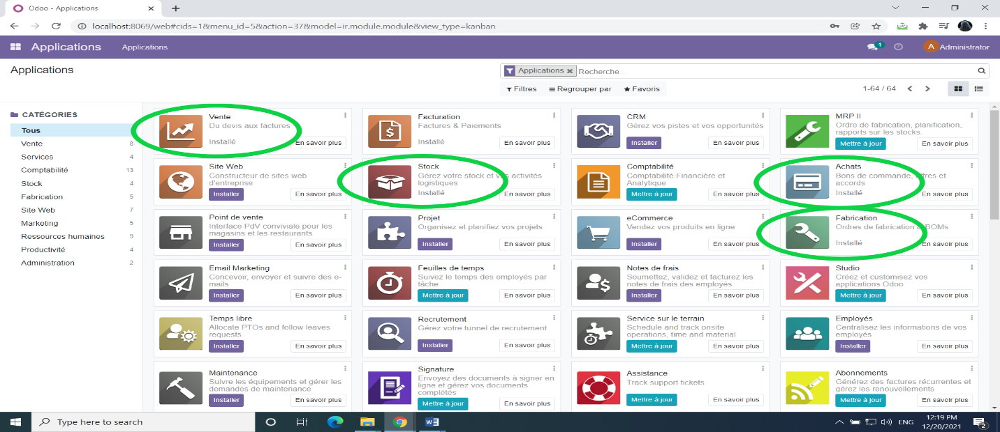 Odoo - Applications
localhost:8069/web#cids=1&menu_id=5&action=37&model=ir.module.module&view_type=kanban
Applications
Applications
1
A
Administrator
Applications
Applications
Recherche...
Filtres
Regrouper par
Favoris
1-64 / 64
CATÉGORIES
Tous
Vente 8
Services 4
Comptabilité 13
Stock 4
Fabrication 5
Site Web 7
Marketing 5
Ressources humaines 9
Productivité 4
Administration 2
Vente
Du devis aux factures
Installé
En savoir plus
Facturation
Factures & Paiements
Installé
En savoir plus
CRM
Gérez vos pistes et vos opportunités
Installer
En savoir plus
MRP II
Ordre de fabrication, planification,
rapports sur les stocks.
Mettre à jour
En savoir plus
Site Web
Constructeur de sites web
d'entreprise
Installer
En savoir plus
Stock
Gérez votre stock et vos activités
logistiques
Installé
En savoir plus
Comptabilité
Comptabilité Financière et
Analytique
Mettre à jour
En savoir plus
Achats
Bons de commande, offres et
accords
Installé
En savoir plus
Point de vente
Interface PdV conviviale pour les
magasins et les restaurants
Installer
En savoir plus
Projet
Organisez et planifiez vos projets
Installer
En savoir plus
eCommerce
Vendez vos produits en ligne
Installer
En savoir plus
Fabrication
Ordres de fabrication & BOMs
Installé
En savoir plus
Email Marketing
Concevoir, envoyer et suivre des e-
mails
Installer
En savoir plus
Feuilles de temps
Suivez le temps des employés par
tâche
Mettre à jour
En savoir plus
Notes de frais
Soumettez, validez et facturez les
notes de frais des employés
Installer
En savoir plus
Studio
Créez et customisez vos
applications Odoo
Mettre à jour
En savoir plus
Temps libre
Allocate PTOs and follow leaves
requests
Installer
En savoir plus
Recrutement
Gérez votre tunnel de recrutement
Installer
En savoir plus
Service sur le terrain
Schedule and track onsite
operations, time and material
Mettre à jour
En savoir plus
Employés
Centralisez les informations de vos
employés
Installer
En savoir plus
Maintenance
Suivre les équipements et gérer les
demandes de maintenance
Installer
En savoir plus
Signature
Envoyez des documents à signer en
ligne et gérez vos documents
complétés
Mettre à jour
En savoir plus
Assistance
Track support tickets
Mettre à jour
En savoir plus
Abonnements
Générez des factures récurrentes et
gérez les renouvellements
Mettre à jour
En savoir plus
Type here to search
ENG
12:19 PM
12/20/2021
2